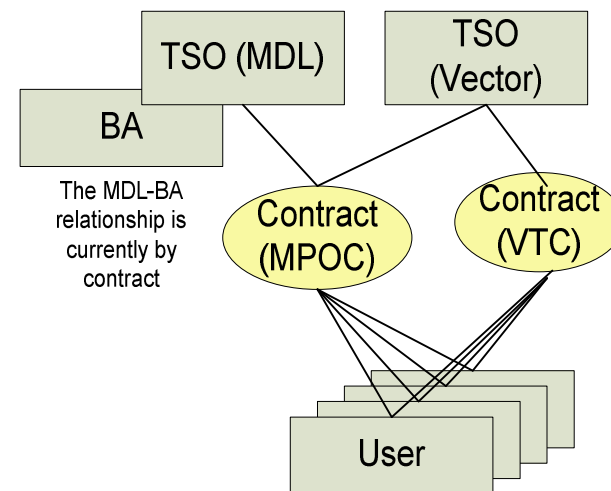 TSO (MDL)
TSO
(Vector)
BA
The MDL-BA
relationship is
currently by
contract
Contract
(MPOC)
Contract
(VTC)
User